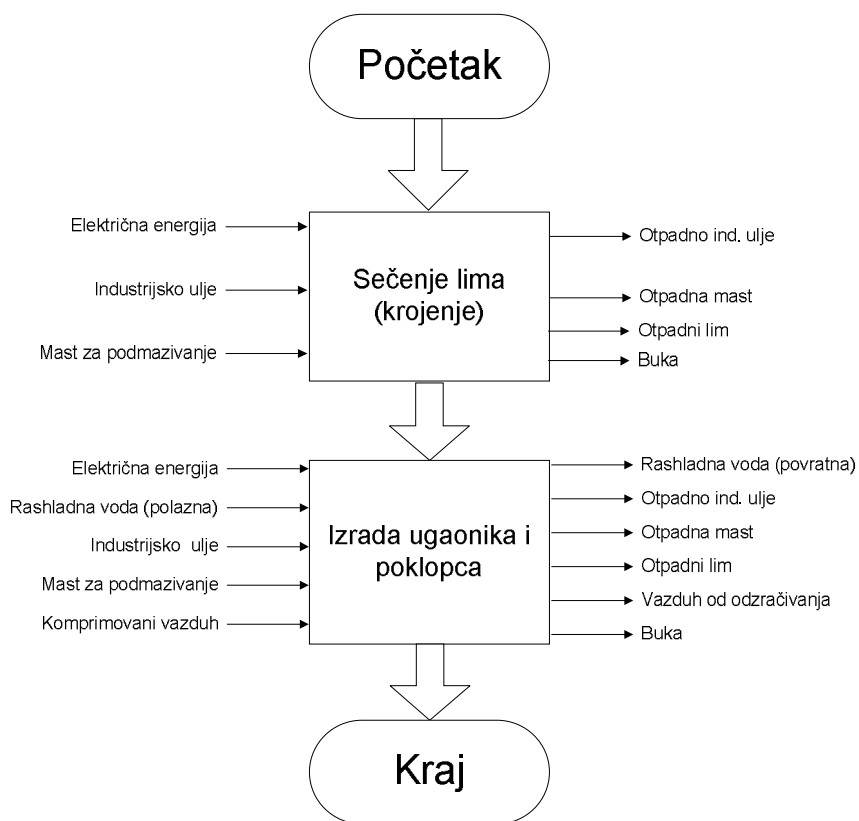 Početak
Električna energija
Industrijsko ulje
Mast za podmazivanje
Sečenje lima
(krojenje)
Otpadno ind. ulje
Otpadna mast
Otpadni lim
Buka
Električna energija
Rashladna voda (polazna)
Industrijsko ulje
Mast za podmazivanje
Komprimovani vazduh
Izrada ugaonika i
poklopca
Rashladna voda (povratna)
Otpadno ind. ulje
Otpadna mast
Otpadni lim
Vazduh od odzračivanja
Buka
Kraj